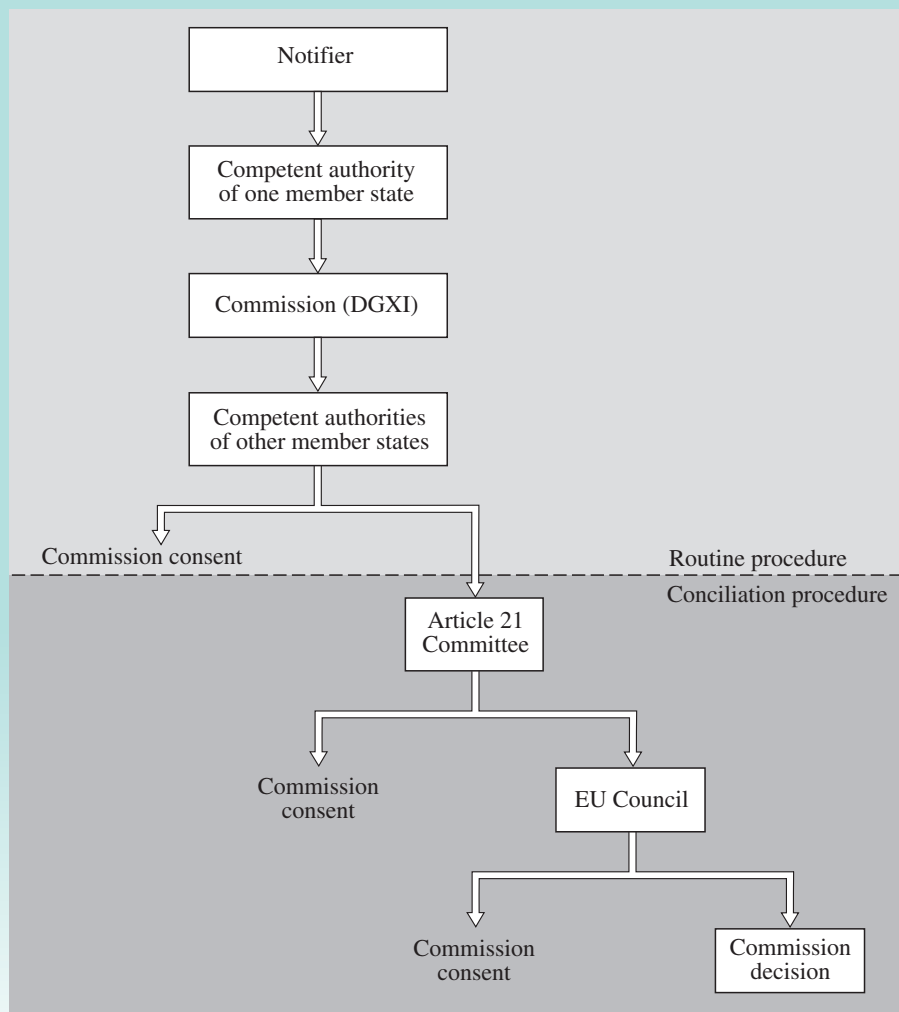 Notifier
Competent authority
of one member state
Commission (DGXI)
Competent authorities
of other member states
Commission consent
Routine procedure
Conciliation procedure
Article 21
Committee
Commission
consent
EU Council
Commission
consent
Commission
decision